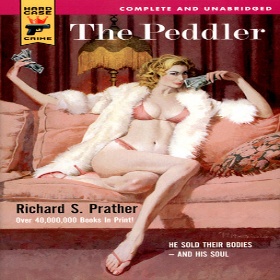 HARD CASE
CRIME
COMPLETE AND UNABRIDGED
The Peddler
Richard S. Prather
Over 40,000,000 Books In Print!
HE SOLD THEIR BODIES
– AND HIS SOUL